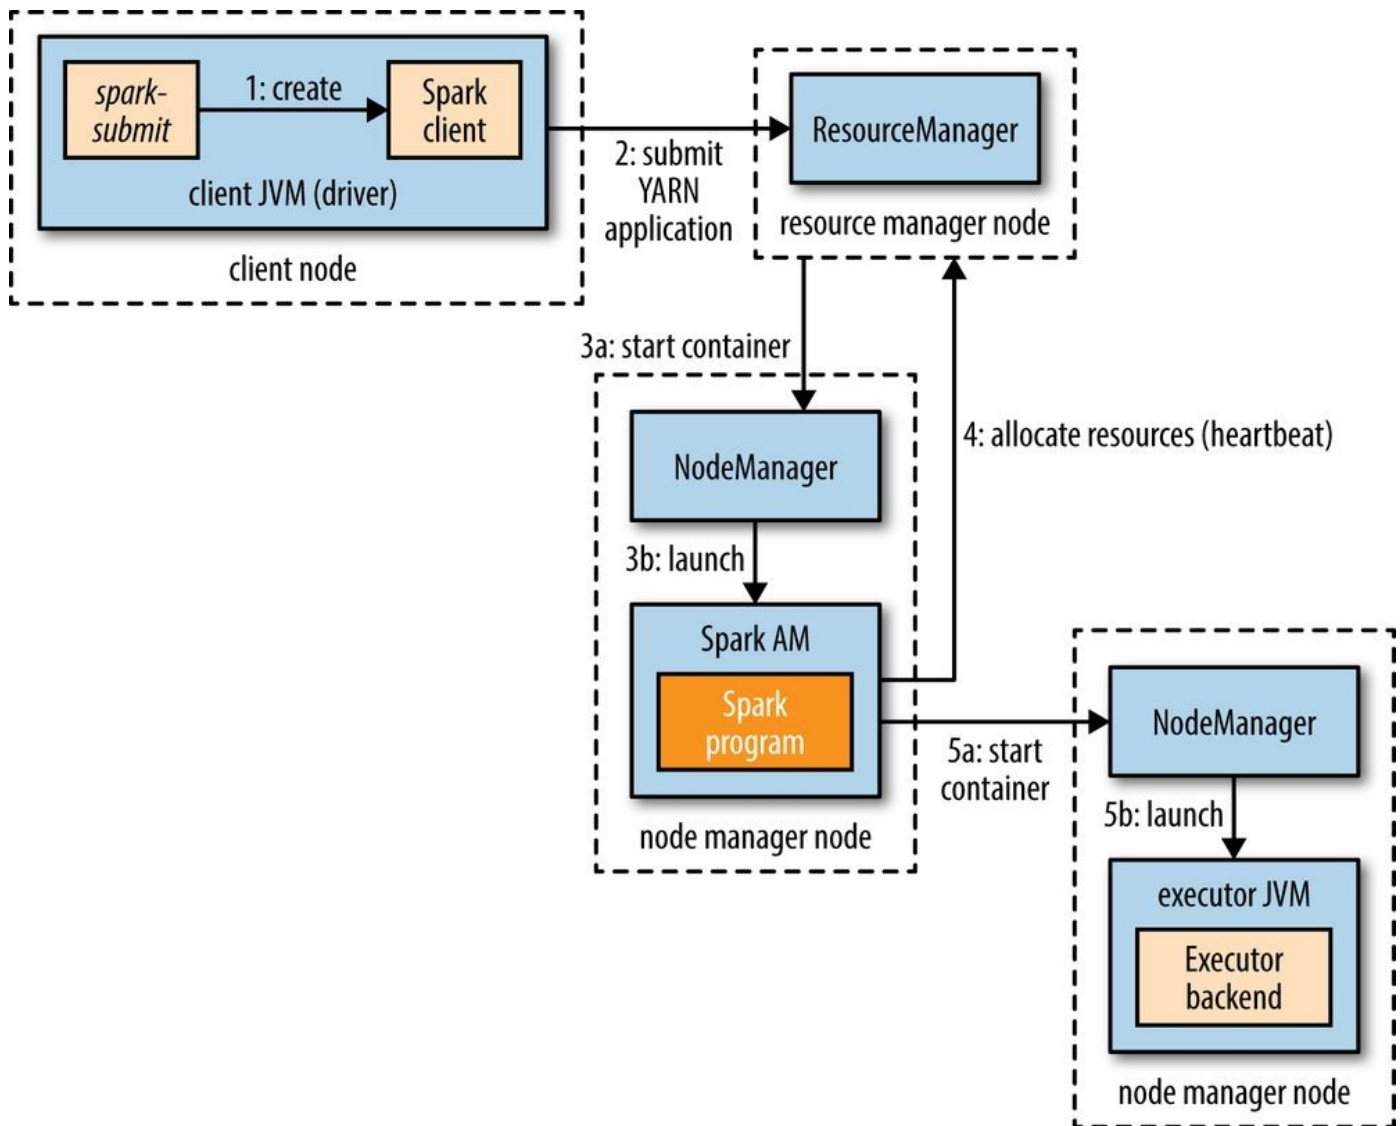 spark-
submit
1: create
Spark
client
client JVM (driver)
client node
2: submit
YARN
application
ResourceManager
resource manager node
3a: start container
NodeManager
3b: launch
Spark AM
Spark
program
node manager node
4: allocate resources (heartbeat)
5a: start
container
NodeManager
5b: launch
executor JVM
Executor
backend
node manager node